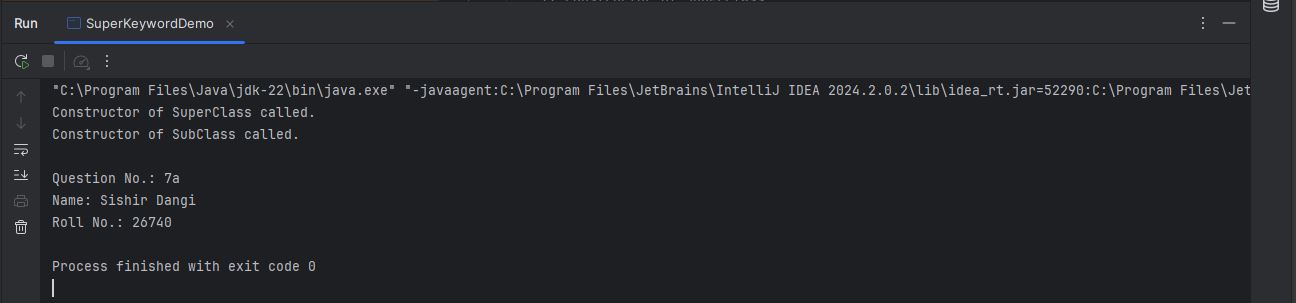 Run SuperKeywordDemo
"C:\Program Files\Java\jdk-22\bin\java.exe" "-javaagent:C:\Program Files\JetBrains\IntelliJ IDEA 2024.2.0.2\lib\idea_rt.jar=52290:C:\Program Files\Jet
Constructor of SuperClass called.
Constructor of SubClass called.
Question No.: 7a
Name: Sishir Dangi
Roll No.: 26740
Process finished with exit code 0